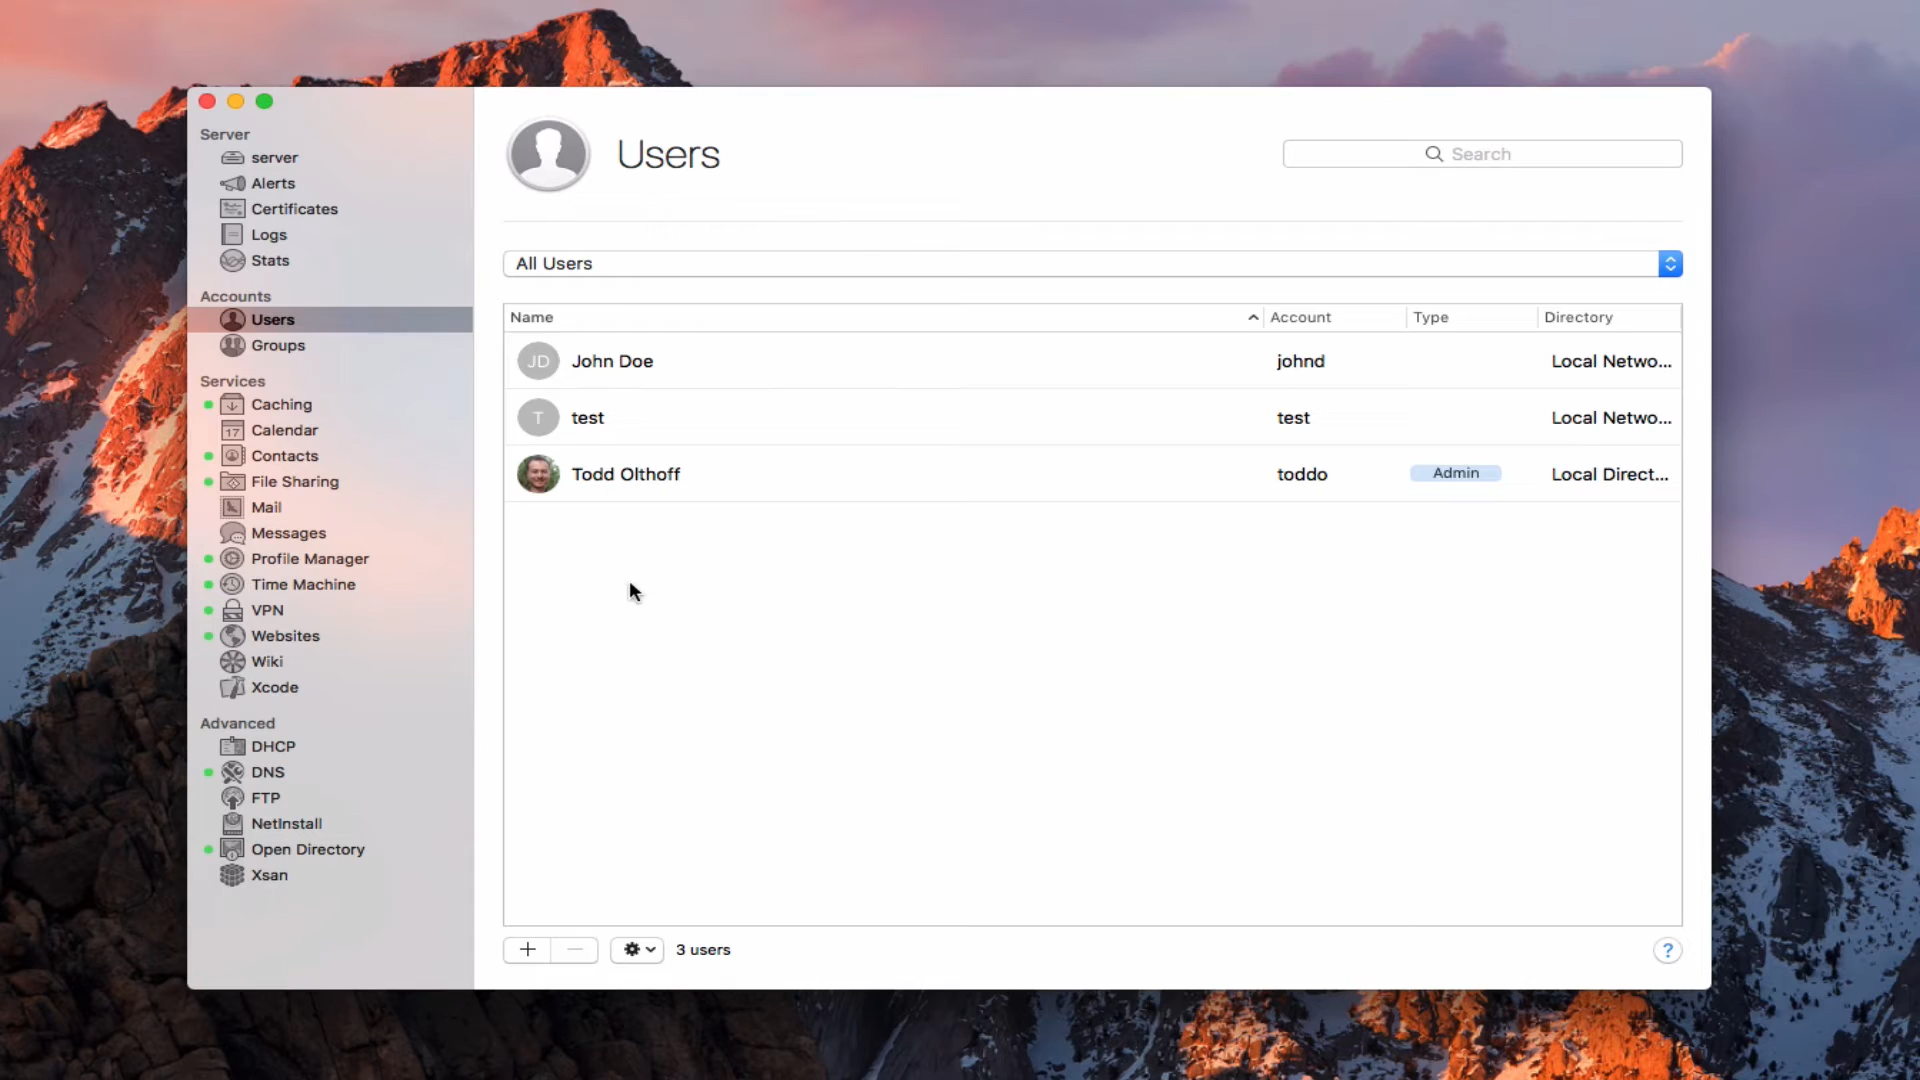 Server
server
Alerts
Certificates
Logs
Stats
Accounts
Users
Groups
Services
Caching
17 Calendar
Contacts
File Sharing
Mail
Messages
Profile Manager
Time Machine
VPN
Websites
Wiki
Xcode
Advanced
DHCP
DNS
FTP
NetInstall
Open Directory
Xsan
Users
Search
All Users
Name Account Type Directory
JD John Doe johnd Local Netwo...
T test test Local Netwo...
Todd Olthoff toddo Admin Local Direct...
3 users
?